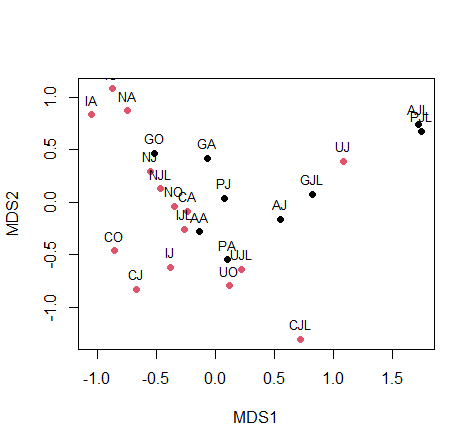 IA
NA
AJL
PJL
GO
GA
UJ
NJ
NJL
PJ
GJL
NO
CA
IJL
AA
AJ
CO
PA
IJ
UJL
CJ
UO
CJL
1.0
0.5
0.0
-0.5
-1.0
MDS2
-1.0
-0.5
0.0
0.5
1.0
1.5
MDS1